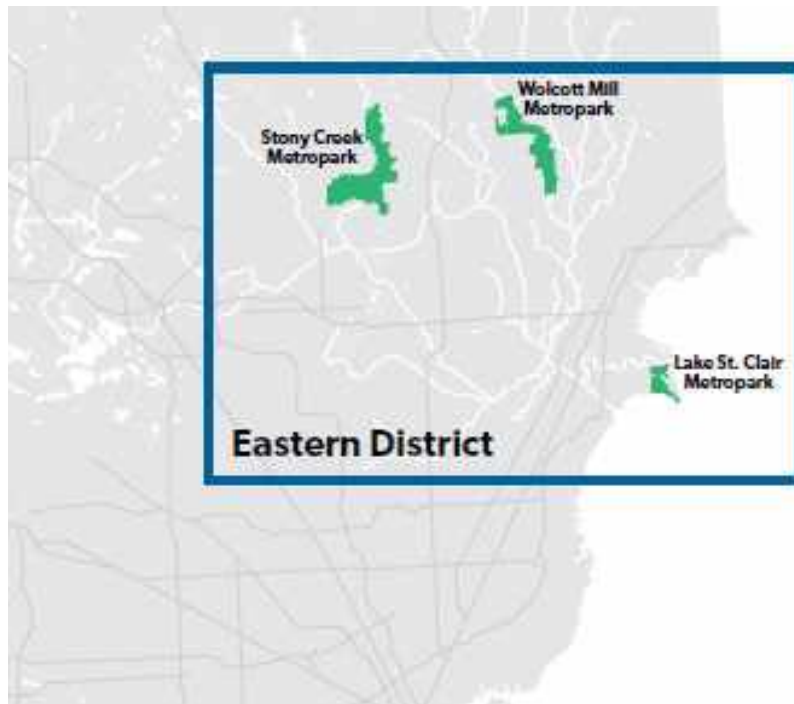 Wolcott Mill
Metropark
Stony Creek
Metropark
Lake St. Clair
Metropark
Eastern District